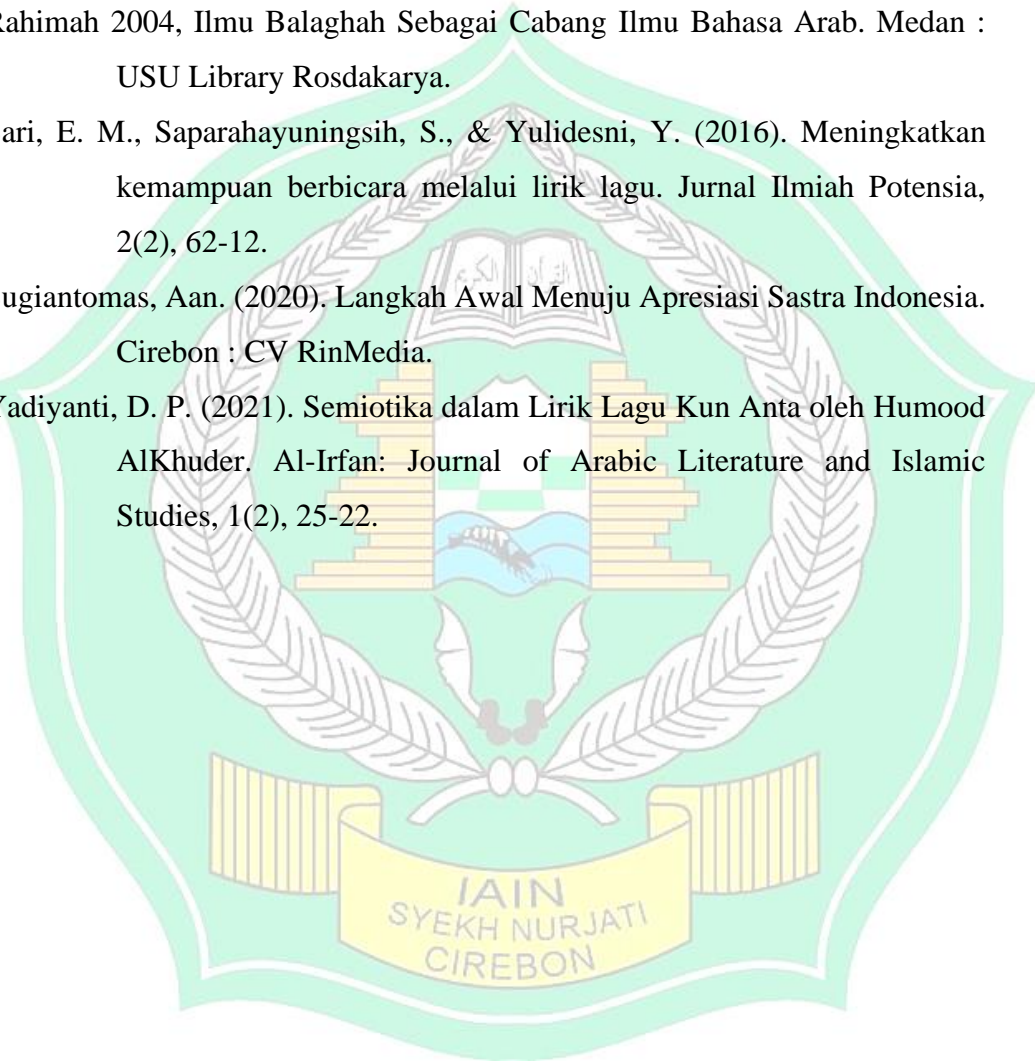 Rahimah 2004, Ilmu Balaghah Sebagai Cabang Ilmu Bahasa Arab. Medan :
USU Library Rosdakarya.
ari, E. M., Saparahayuningsih, S., & Yulidesni, Y. (2016). Meningkatkan
kemampuan berbicara melalui lirik lagu. Jurnal Ilmiah Potensia,
2(2), 62-12.
ugiantomas, Aan. (2020). Langkah Awal Menuju Apresiasi Sastra Indonesia.
Cirebon : CV RinMedia.
Yadiyanti, D. P. (2021). Semiotika dalam Lirik Lagu Kun Anta oleh Humood
AlKhuder. Al-Irfan: Journal of Arabic Literature and Islamic
Studies, 1(2), 25-22.
القرآن الكريم
IAIN
SYEKH NURJATI
CIREBON